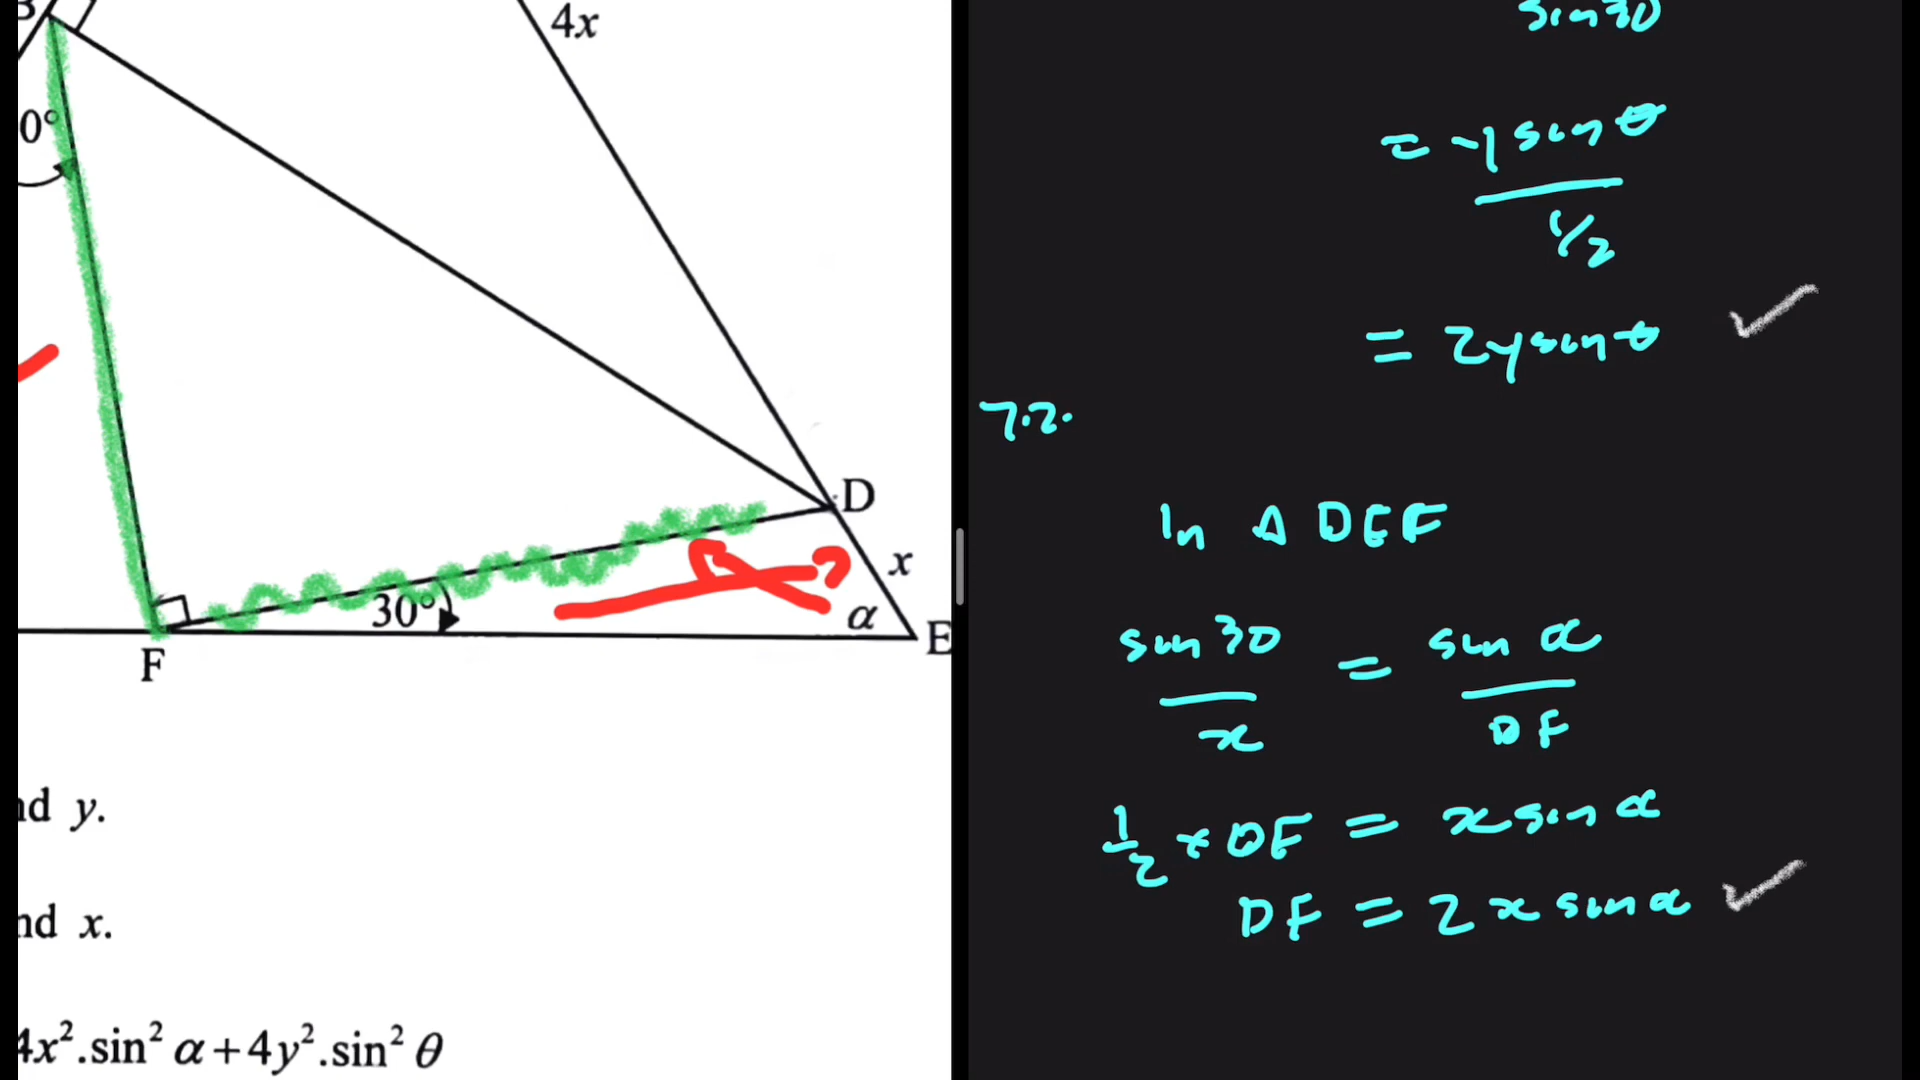 4x
0°
D
x
30°
α
E
F
nd y.
nd x.
4x².sin² α + 4y².sin² θ
sin 30
= y sin θ
1/2
= 2y sin θ ✓
7.2.
In Δ DEF
sin 30 = sin α
x DF
1/2 × DF = x sin α
DF = 2 x sin α ✓